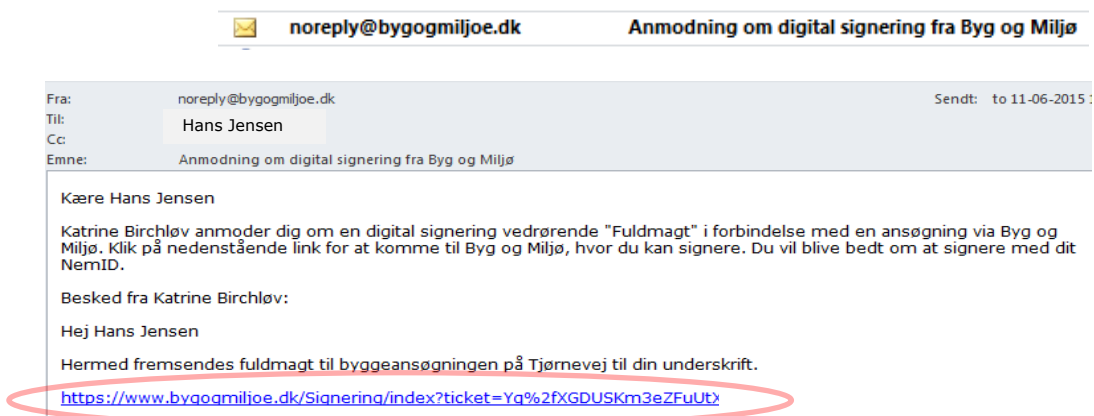 noreply@bygogmiljoe.dk Anmodning om digital signering fra Byg og Miljø
Fra: noreply@bygogmiljoe.dk Sendt: to 11-06-2015
Til: Hans Jensen
Cc:
Emne: Anmodning om digital signering fra Byg og Miljø
Kære Hans Jensen
Katrine Birchløv anmoder dig om en digital signering vedrørende "Fuldmagt" i forbindelse med en ansøgning via Byg og
Miljø. Klik på nedenstående link for at komme til Byg og Miljø, hvor du kan signere. Du vil blive bedt om at signere med dit
NemID.
Besked fra Katrine Birchløv:
Hej Hans Jensen
Hermed fremsendes fuldmagt til byggeansøgningen på Tjørnevej til din underskrift.
https://www.bygogmiljoe.dk/Signering/index?ticket=Yg%2fXGDUSKm3eZFuUtX